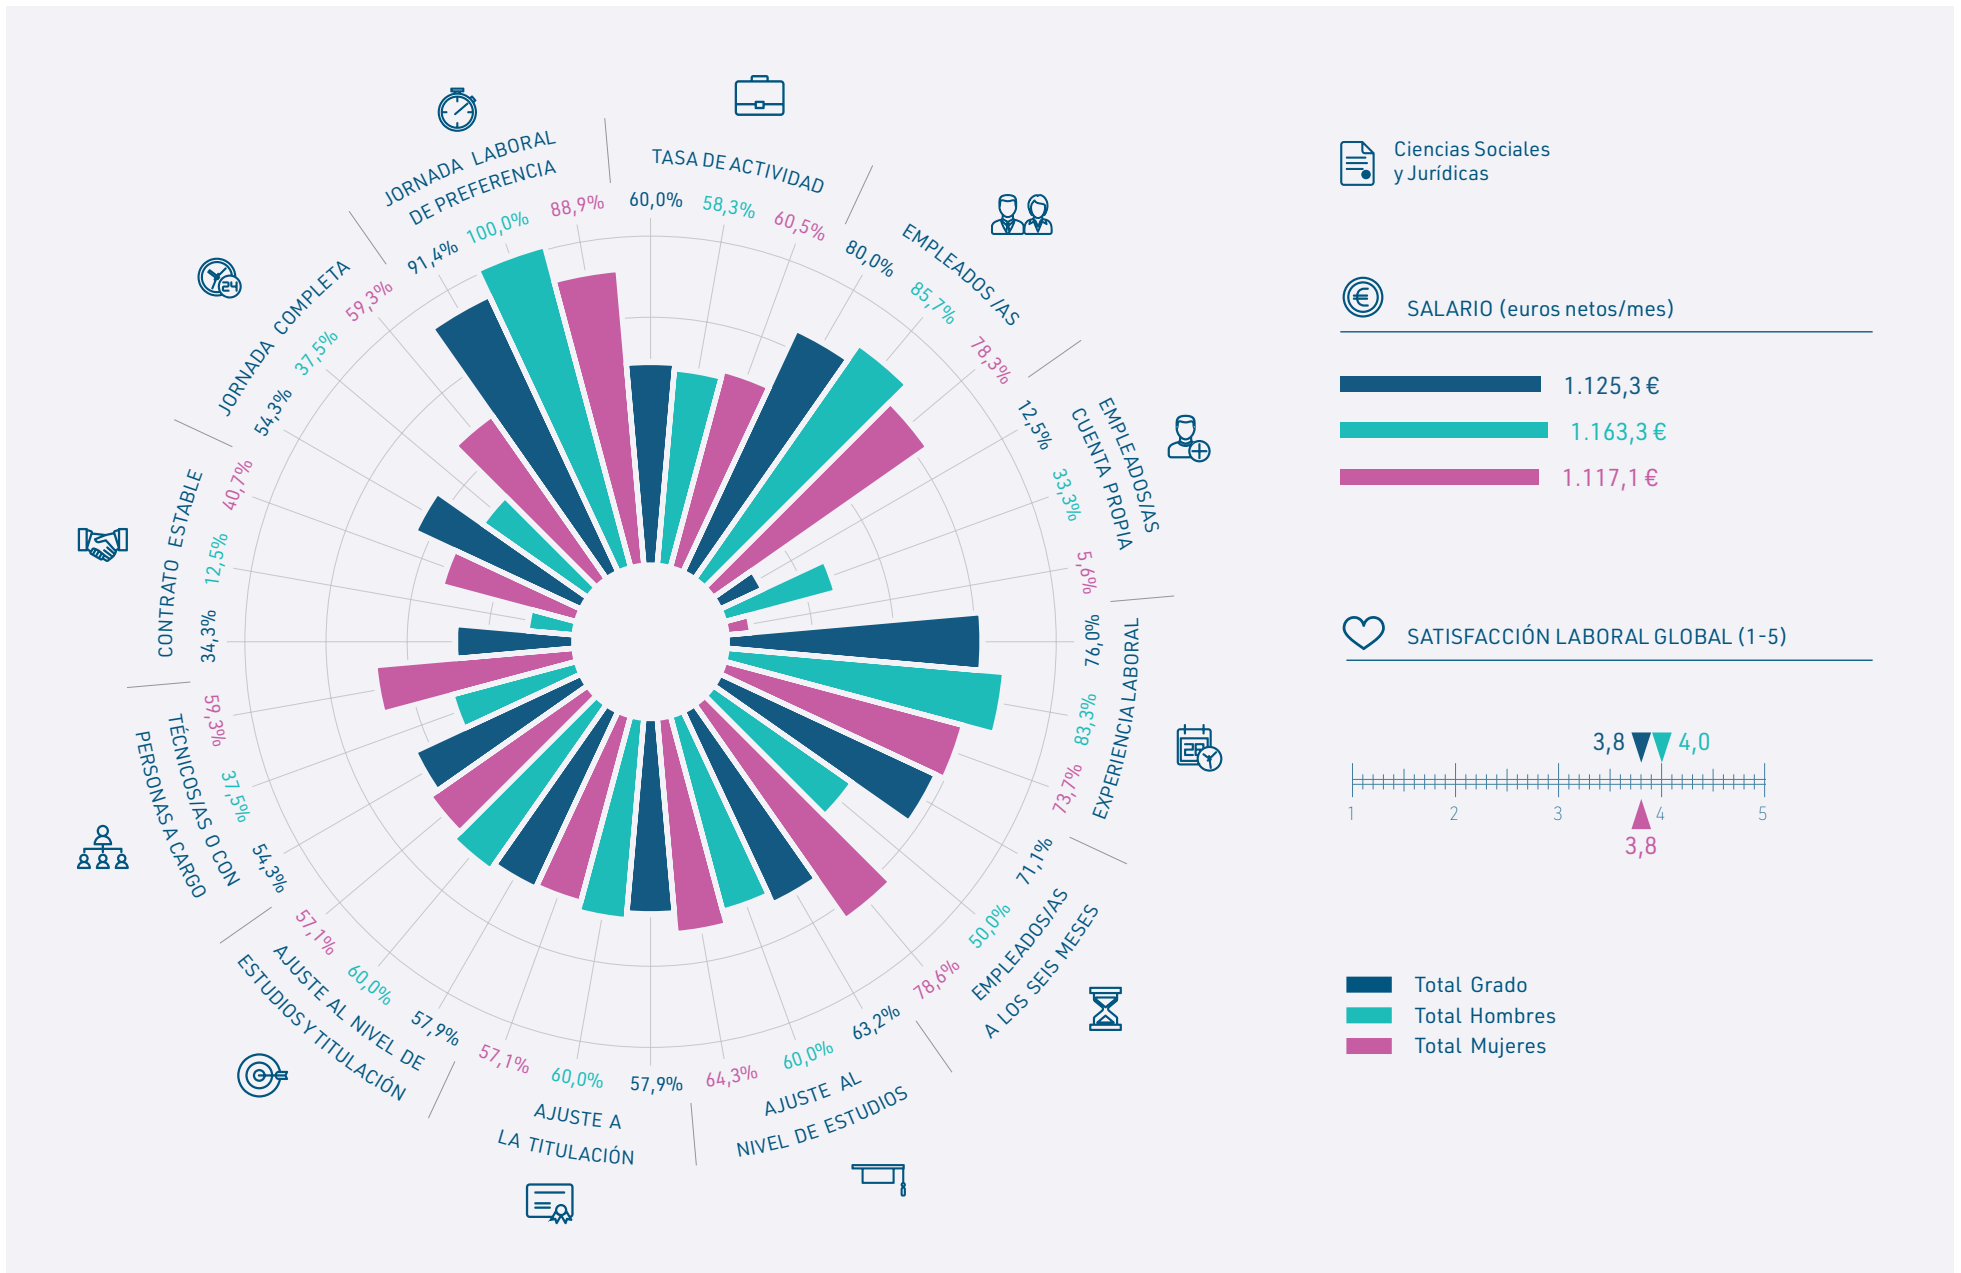 TASA DE ACTIVIDAD
60,0%
58,3%
60,5%
EMPLEADOS /AS
80,0%
85,7%
78,3%
EMPLEADOS/AS
CUENTA PROPIA
12,5%
33,3%
5,6%
EXPERIENCIA LABORAL
76,0%
83,3%
73,7%
EMPLEADOS/AS
A LOS SEIS MESES
71,1%
50,0%
78,6%
AJUSTE AL
NIVEL DE ESTUDIOS
63,2%
60,0%
64,3%
AJUSTE A
LA TITULACIÓN
57,9%
60,0%
57,1%
AJUSTE AL NIVEL DE
ESTUDIOS Y TITULACIÓN
57,9%
60,0%
57,1%
TÉCNICOS/AS O CON
PERSONAS A CARGO
54,3%
37,5%
59,3%
CONTRATO ESTABLE
34,3%
12,5%
40,7%
JORNADA COMPLETA
54,3%
37,5%
59,3%
24
JORNADA LABORAL
DE PREFERENCIA
91,4%
100,0%
88,9%
Ciencias Sociales
y Jurídicas
€
SALARIO (euros netos/mes)
1.125,3 €
1.163,3 €
1.117,1 €
SATISFACCIÓN LABORAL GLOBAL (1-5)
3,8
4,0
1 2 3 4 5
3,8
Total Grado
Total Hombres
Total Mujeres